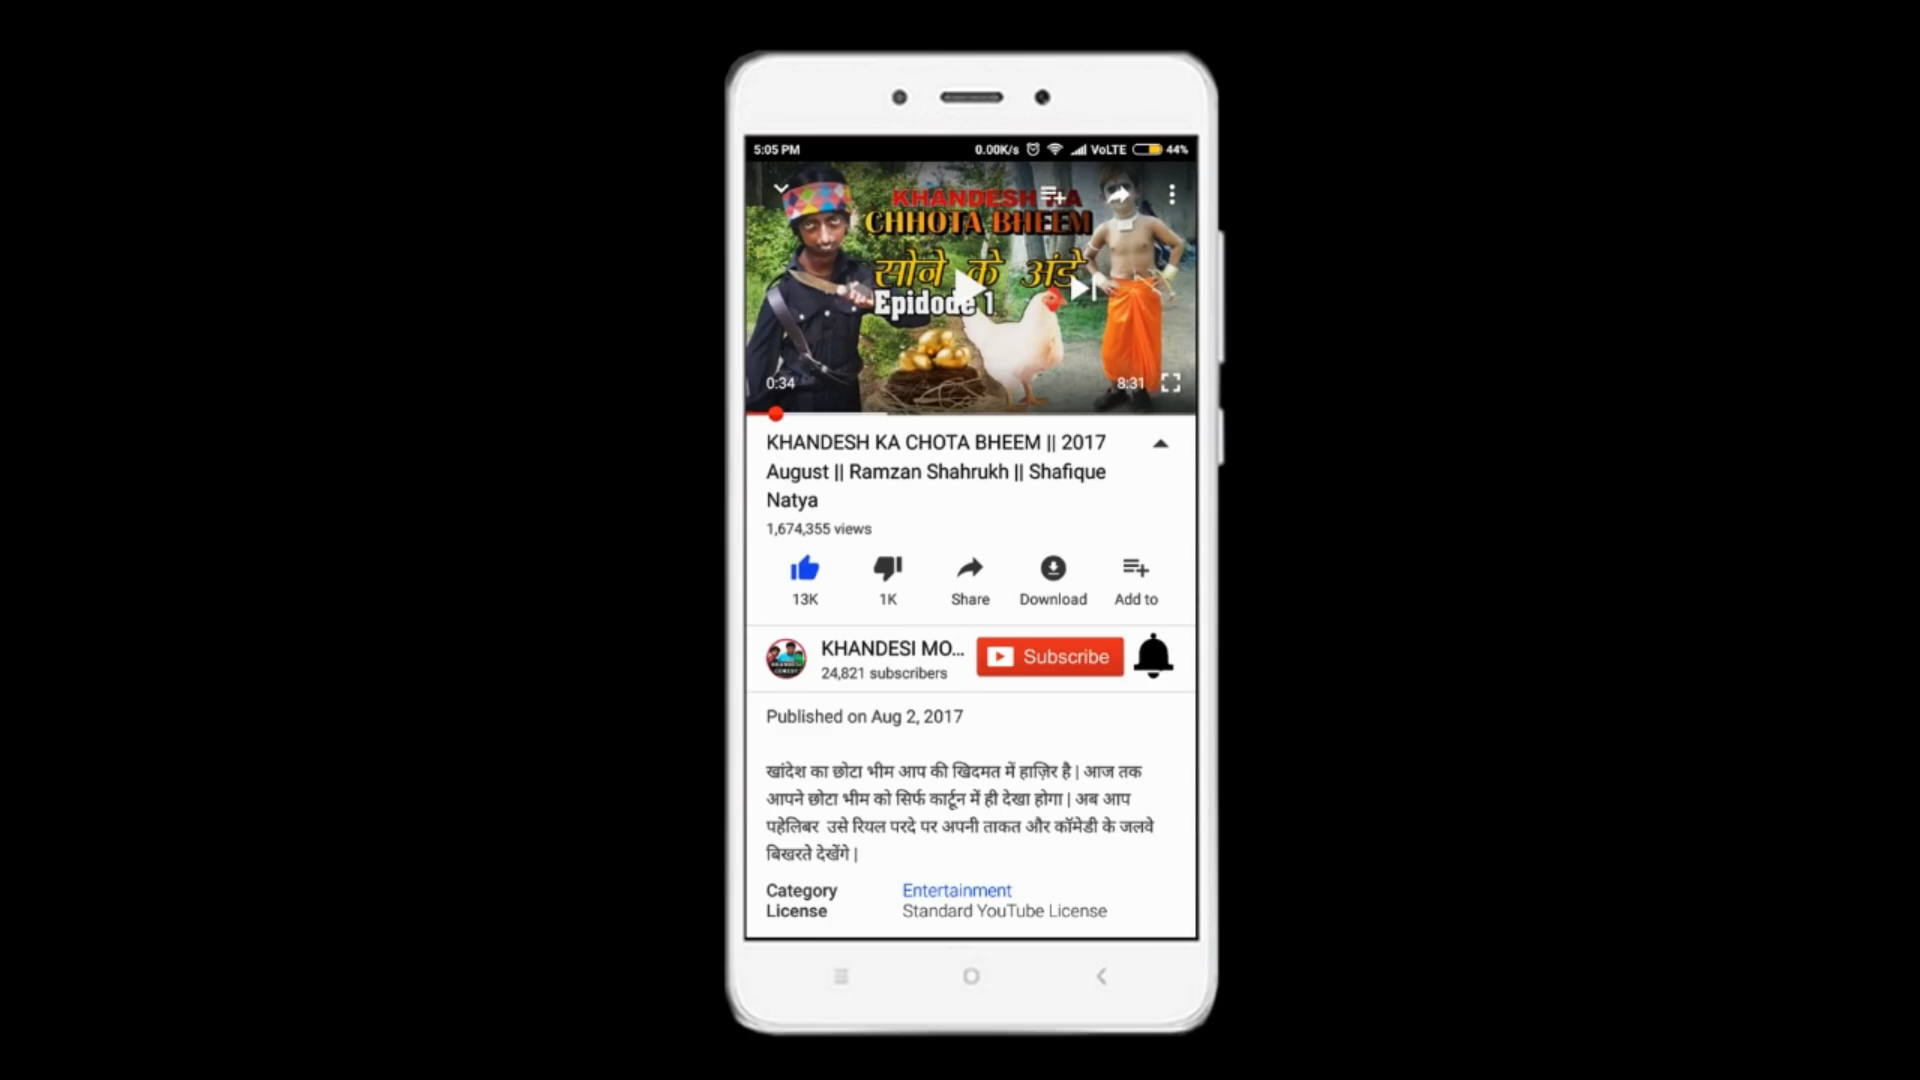 5:05 PM 0.00K/s VoLTE 44%
KHANDESH KA
CHHOTA BHEEM
सोने के अंडे
Epidode 1
0:34 8:31
KHANDESH KA CHOTA BHEEM || 2017
August || Ramzan Shahrukh || Shafique
Natya
1,674,355 views
13K 1K Share Download Add to
KHANDESI MO... Subscribe
24,821 subscribers
Published on Aug 2, 2017
खांदेश का छोटा भीम आप की खिदमत में हाज़िर है | आज तक
आपने छोटा भीम को सिर्फ कार्टून में ही देखा होगा | अब आप
पहेलिबर उसे रियल परदे पर अपनी ताकत और कॉमेडी के जलवे
बिखरते देखेंगे |
Category Entertainment
License Standard YouTube License